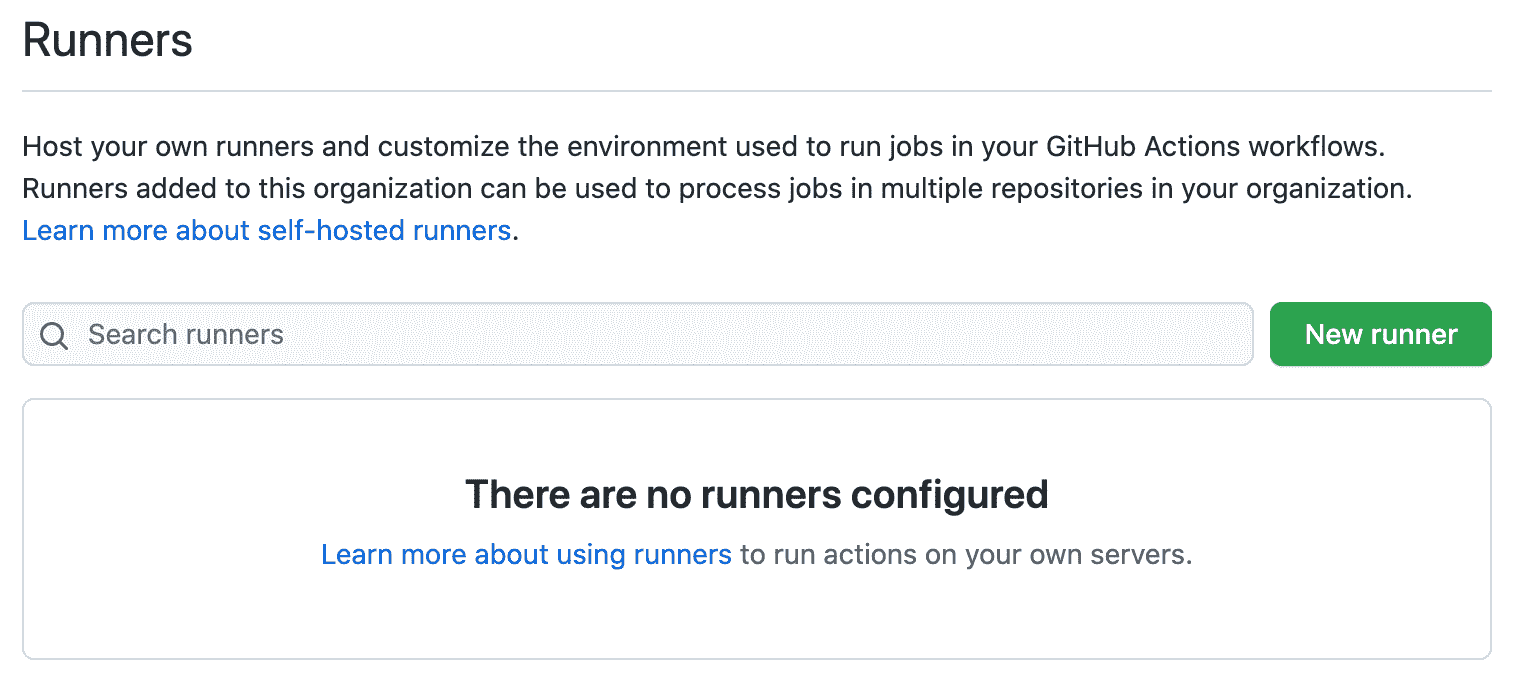 Runners
Host your own runners and customize the environment used to run jobs in your GitHub Actions workflows.
Runners added to this organization can be used to process jobs in multiple repositories in your organization.
Learn more about self-hosted runners.
Search runners
New runner
There are no runners configured
Learn more about using runners to run actions on your own servers.